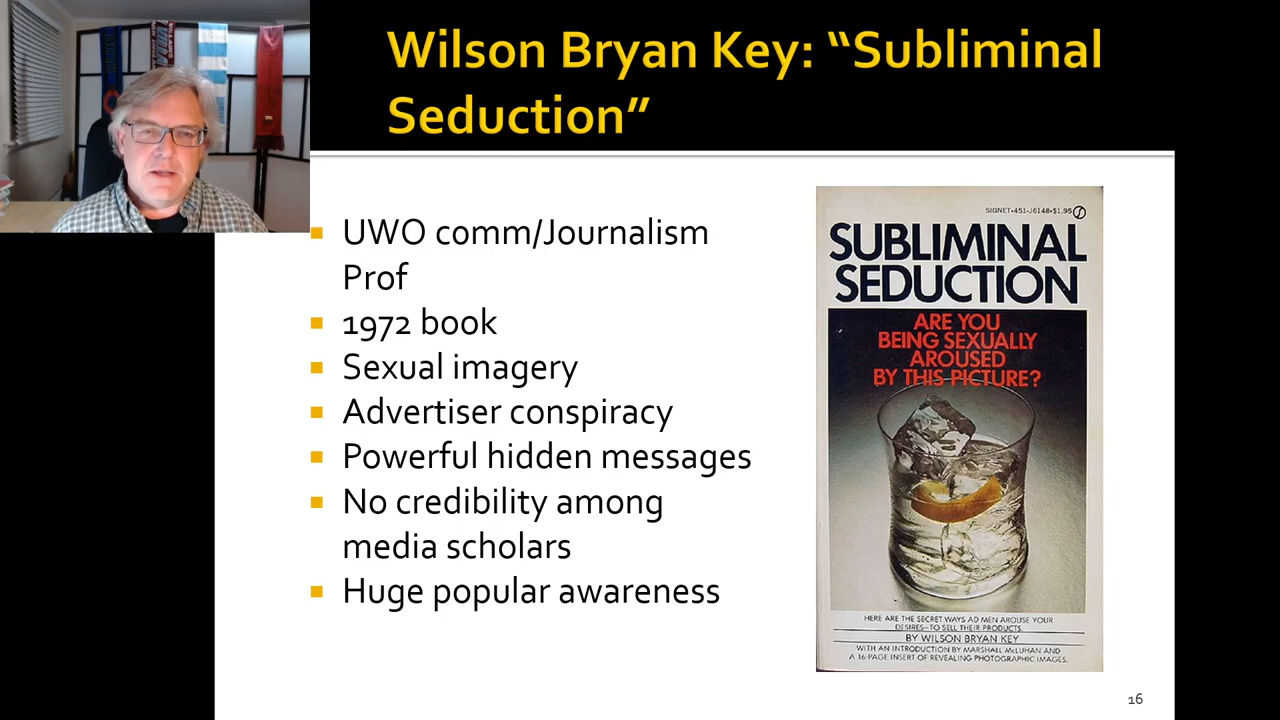 Wilson Bryan Key: “Subliminal
Seduction”
UWO comm/Journalism
Prof
1972 book
Sexual imagery
Advertiser conspiracy
Powerful hidden messages
No credibility among
media scholars
Huge popular awareness
SIGNET•451-J6148•$1.95
SUBLIMINAL
SEDUCTION
ARE YOU
BEING SEXUALLY
AROUSED
BY THIS PICTURE?
HERE ARE THE SECRET WAYS AD MEN AROUSE YOUR
DESIRES—TO SELL THEIR PRODUCTS.
BY WILSON BRYAN KEY
WITH AN INTRODUCTION BY MARSHALL McLUHAN AND
A 16-PAGE INSERT OF REVEALING PHOTOGRAPHIC IMAGES.
16